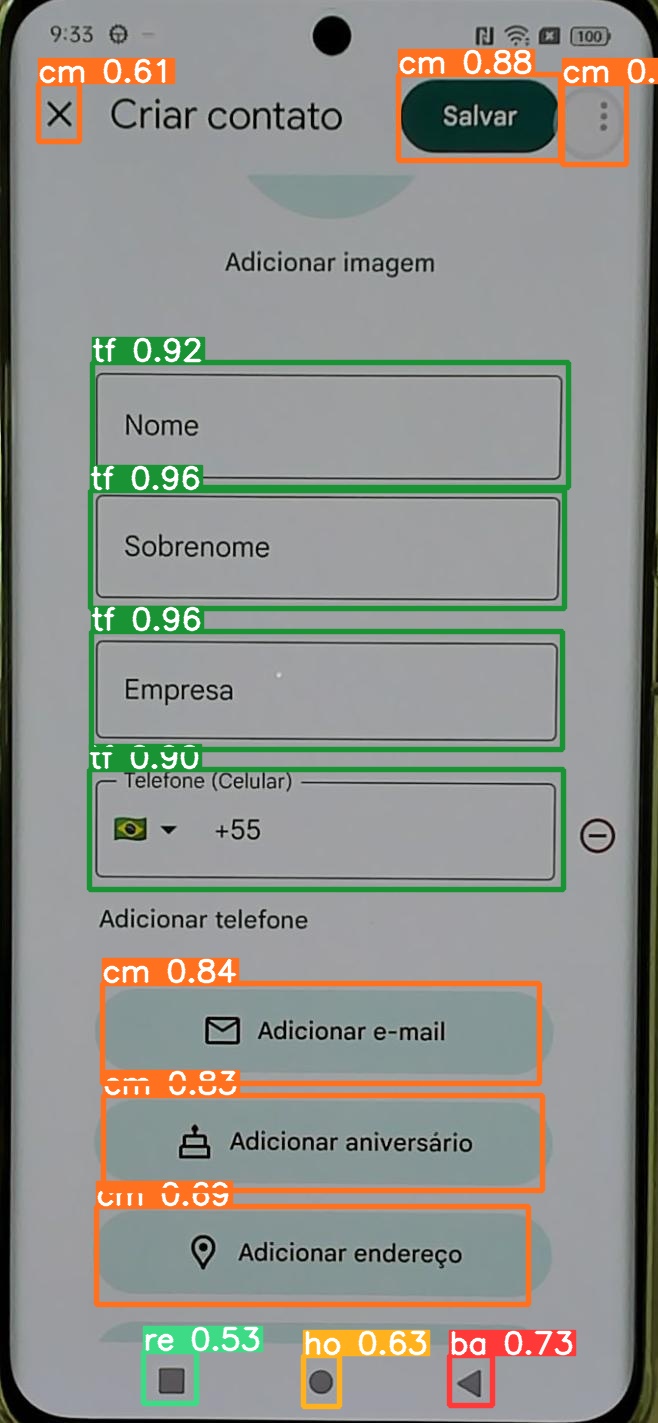 9:33
100
cm 0.61
cm 0.88
cm 0.
Criar contato
Salvar
Adicionar imagem
tf 0.92
Nome
tf 0.96
Sobrenome
tf 0.96
Empresa
tf 0.90
Telefone (Celular)
+55
Adicionar telefone
cm 0.84
Adicionar e-mail
cm 0.83
Adicionar aniversário
cm 0.69
Adicionar endereço
re 0.53
ho 0.63
ba 0.73